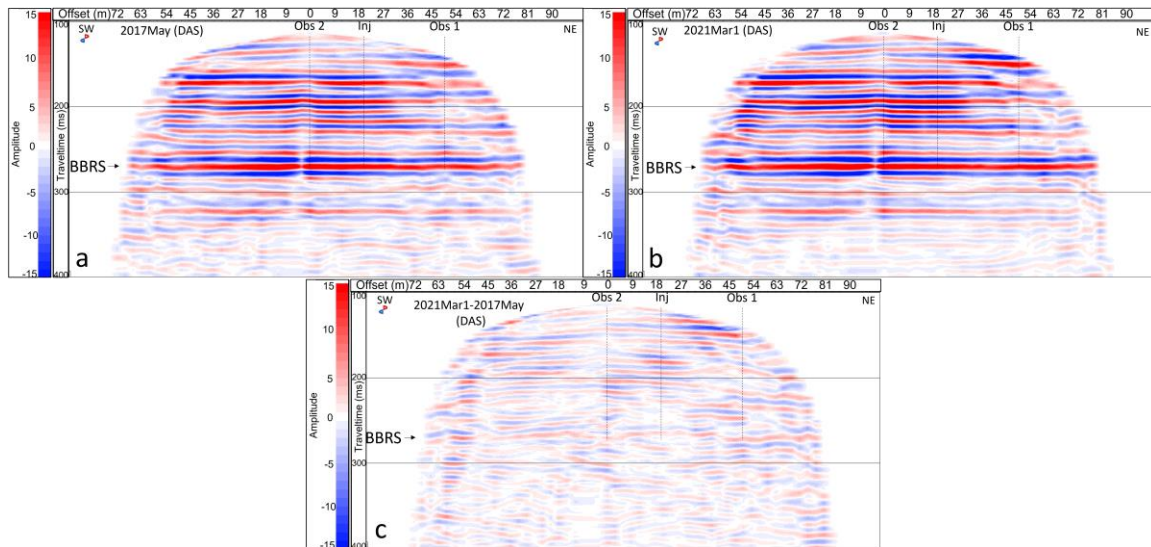 Offset (m) 72 63 54 45 36 27 18 9 0 9 18 27 36 45 54 63 72 81 90
SW
2017May (DAS)
Obs 2
Inj
Obs 1
NE
15
10
5
0
-5
-10
-15
Amplitude
Traveltime (ms)
100
200
300
400
BBRS
a
Offset (m) 72 63 54 45 36 27 18 9 0 9 18 27 36 45 54 63 72 81 90
SW
2021Mar1 (DAS)
Obs 2
Inj
Obs 1
NE
15
10
5
0
-5
-10
-15
Amplitude
Traveltime (ms)
100
200
300
400
BBRS
b
Offset (m) 72 63 54 45 36 27 18 9 0 9 18 27 36 45 54 63 72 81 90
SW
2021Mar1-2017May
(DAS)
Obs 2
Inj
Obs 1
NE
15
10
5
0
-5
-10
-15
Amplitude
Traveltime (ms)
100
200
300
400
BBRS
c